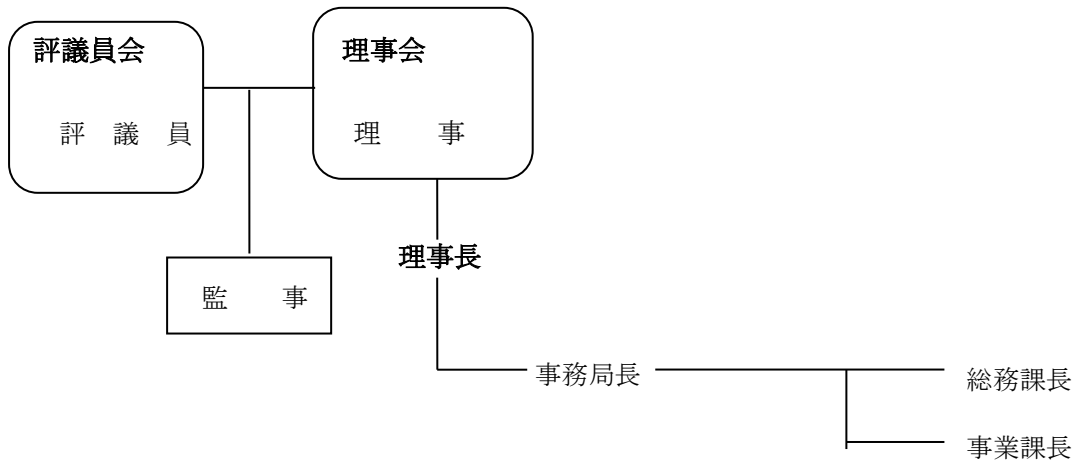 評議員会
評 議 員
理事会
理 事
理事長
監 事
事務局長
総務課長
事業課長